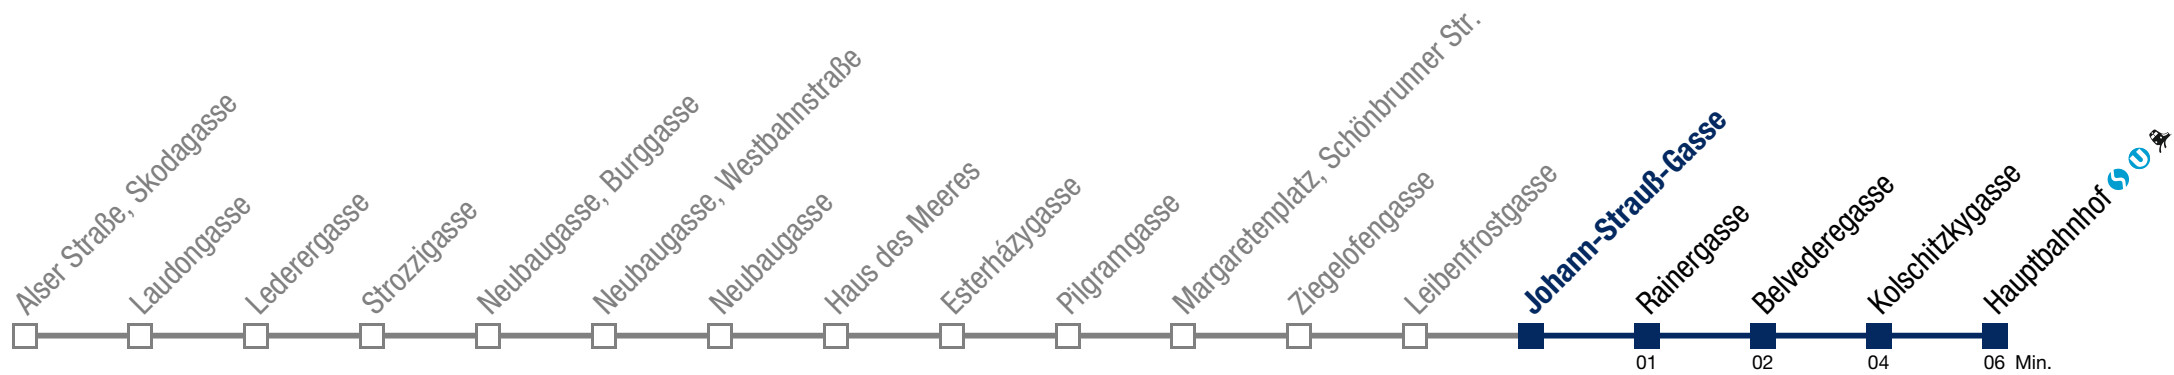 Alser Straße, Skodagasse
Laudongasse
Lederergasse
Strozzigasse
Neubaugasse, Burggasse
Neubaugasse, Westbahnstraße
Neubaugasse
Haus des Meeres
Esterházygasse
Pilgramgasse
Margaretenplatz, Schönbrunner Str.
Ziegelofengasse
Leibenfrostgasse
Johann-Strauß-Gasse
Rainergasse
Belvederegasse
Kolschitzkygasse
Hauptbahnhof S U
01 02 04 06 Min.